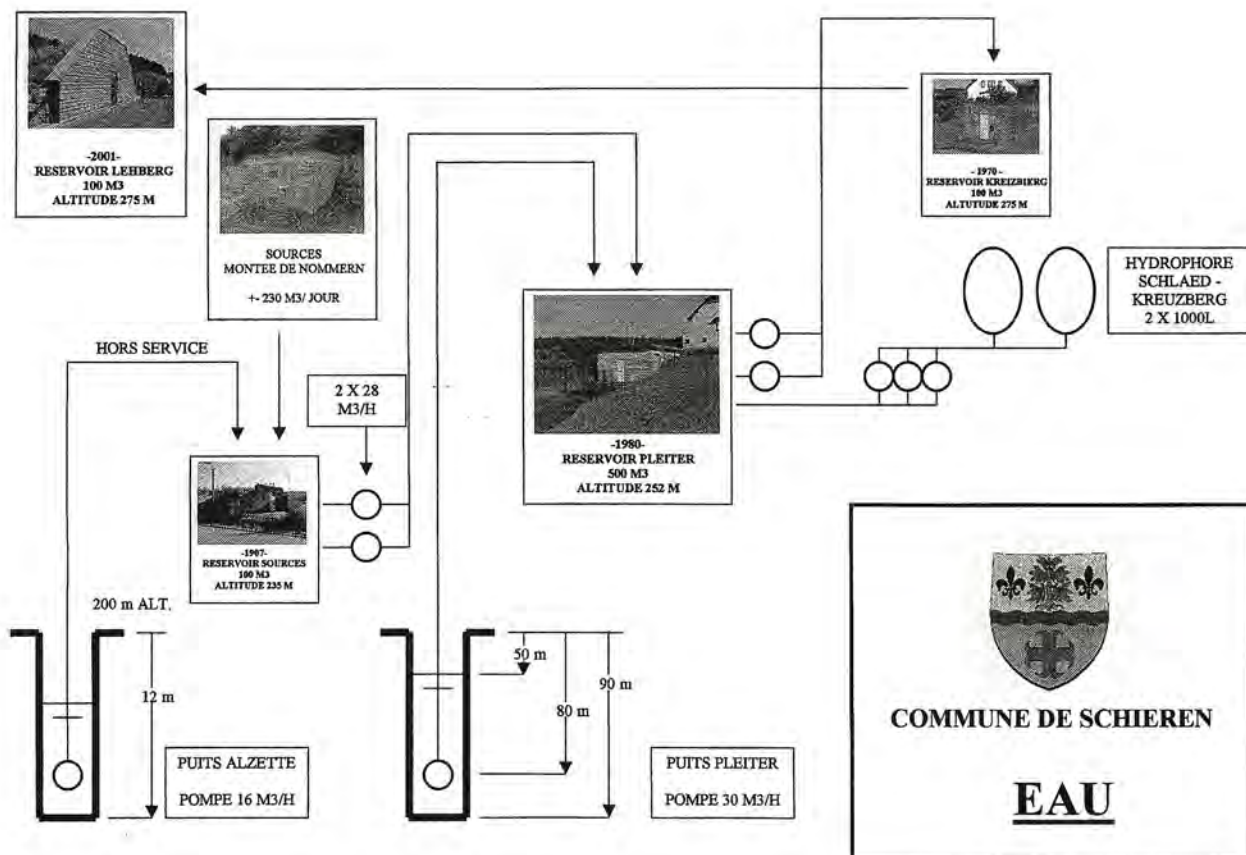 -2001-
RESERVOIR LEHBERG
100 M3
ALTITUDE 275 M
SOURCES
MONTEE DE NOMMERN
+- 230 M3/ JOUR
- 1970 -
RESERVOIR KREIZBIERG
100 M3
ALTUTUDE 275 M
HYDROPHORE
SCHLAED -
KREUZBERG
2 X 1000L
HORS SERVICE
2 X 28
M3/H
-1980-
RESERVOIR PLEITER
500 M3
ALTITUDE 252 M
-1907-
RESERVOIR SOURCES
100 M3
ALTITUDE 235 M
200 m ALT.
12 m
50 m
80 m
90 m
PUITS ALZETTE
POMPE 16 M3/H
PUITS PLEITER
POMPE 30 M3/H
COMMUNE DE SCHIEREN
EAU